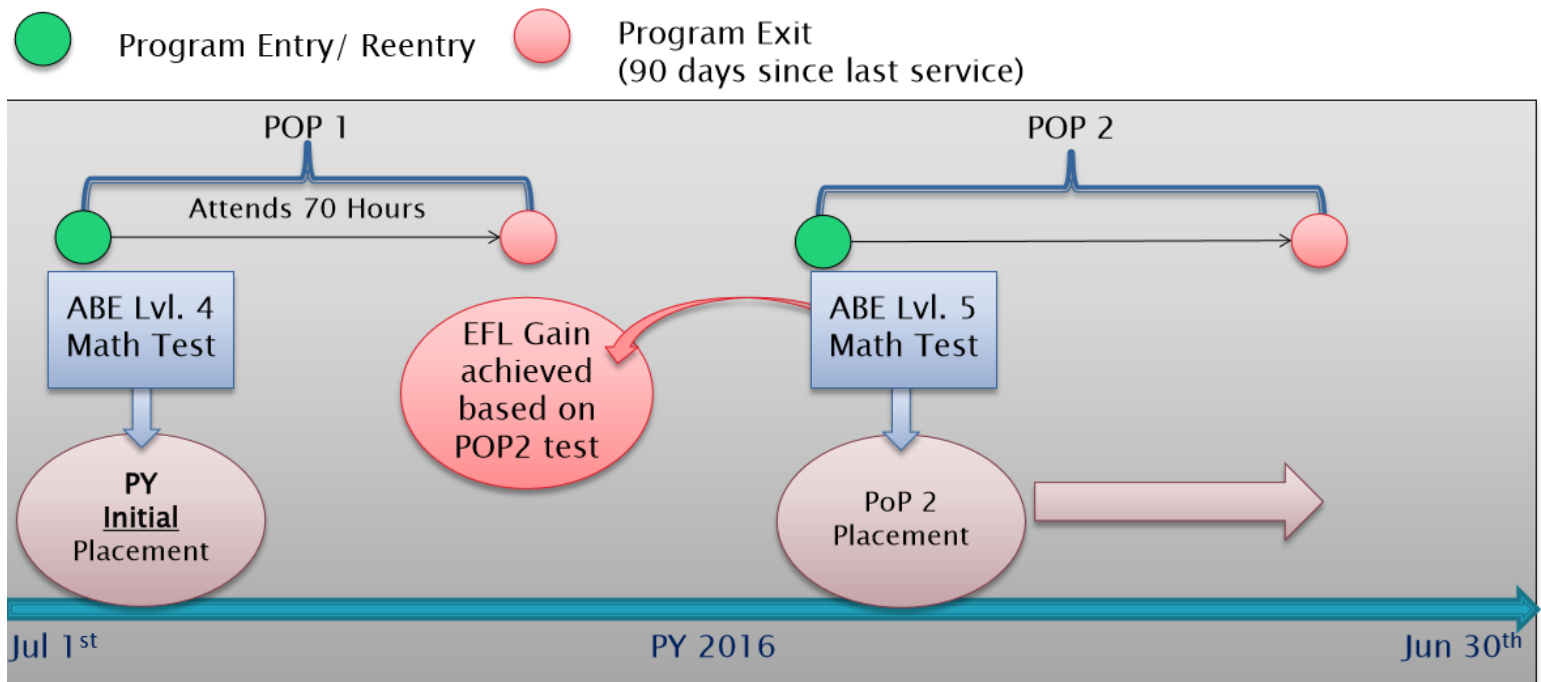 Program Entry/ Reentry
Program Exit
(90 days since last service)
POP 1
POP 2
Attends 70 Hours
ABE Lvl. 4
Math Test
EFL Gain
achieved
based on
POP2 test
ABE Lvl. 5
Math Test
PY
Initial
Placement
PoP 2
Placement
Jul 1st
PY 2016
Jun 30th